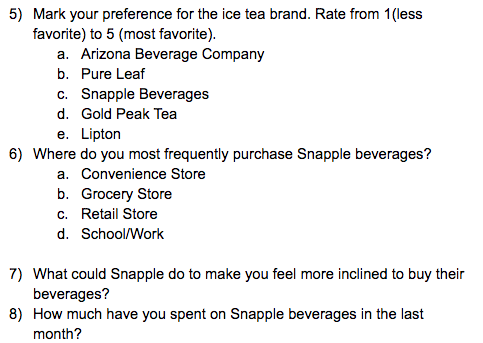 5) Mark your preference for the ice tea brand. Rate from 1(less
favorite) to 5 (most favorite).
a. Arizona Beverage Company
b. Pure Leaf
c. Snapple Beverages
d. Gold Peak Tea
e. Lipton
6) Where do you most frequently purchase Snapple beverages?
a. Convenience Store
b. Grocery Store
c. Retail Store
d. School/Work
7) What could Snapple do to make you feel more inclined to buy their
beverages?
8) How much have you spent on Snapple beverages in the last
month?